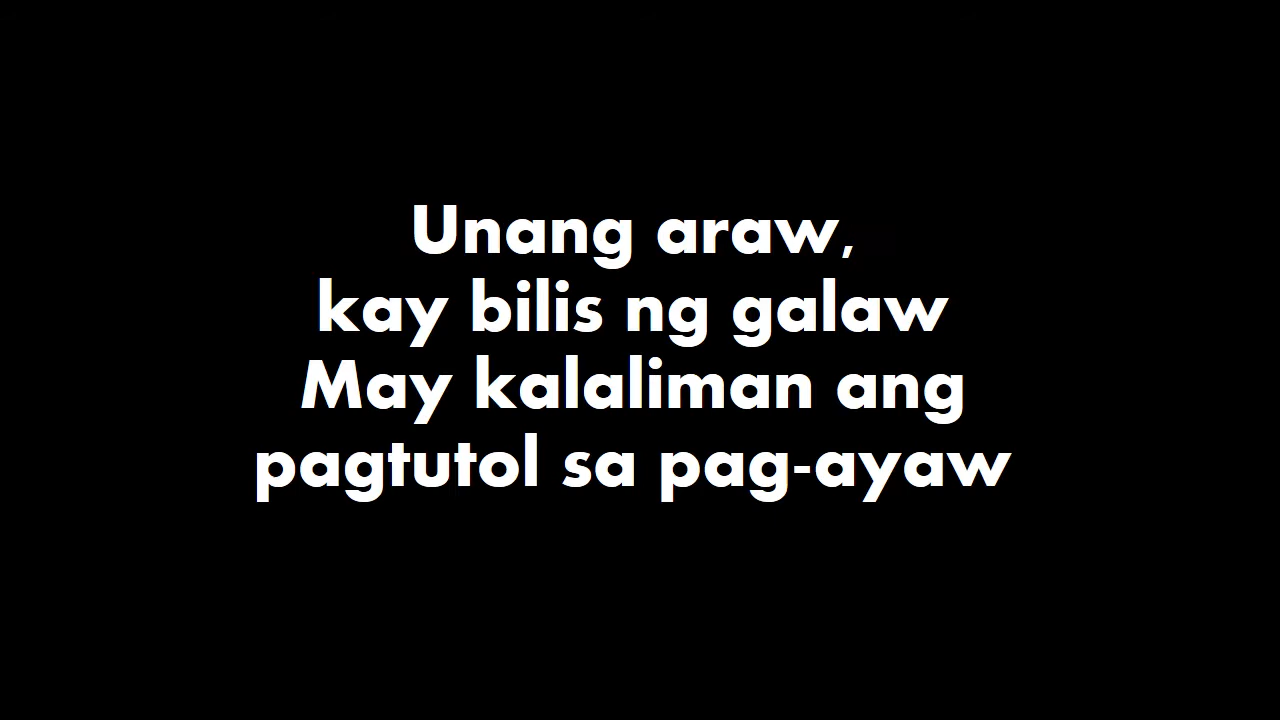 Unang araw,
kay bilis ng galaw
May kalaliman ang
pagtutol sa pag-ayaw